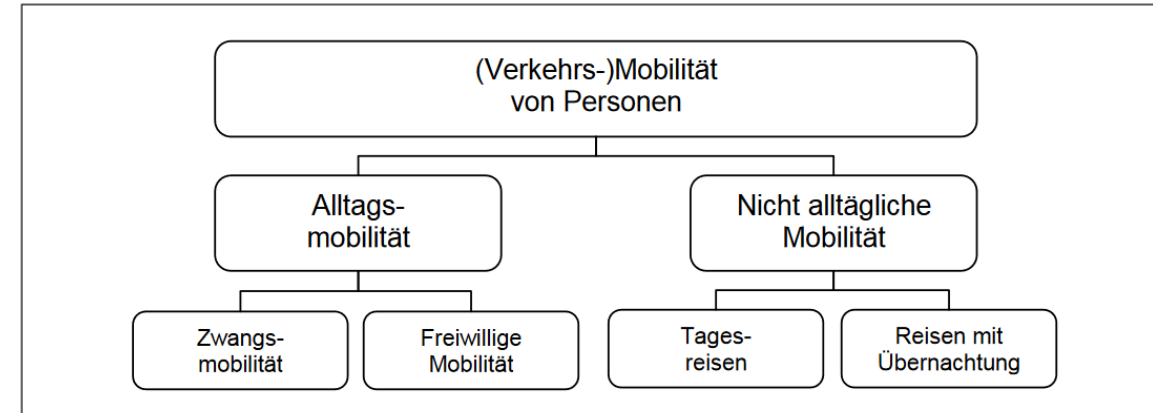 (Verkehrs-)Mobilität
von Personen
Alltags-
mobilität
Nicht alltägliche
Mobilität
Zwangs-
mobilität
Freiwillige
Mobilität
Tages-
reisen
Reisen mit
Übernachtung